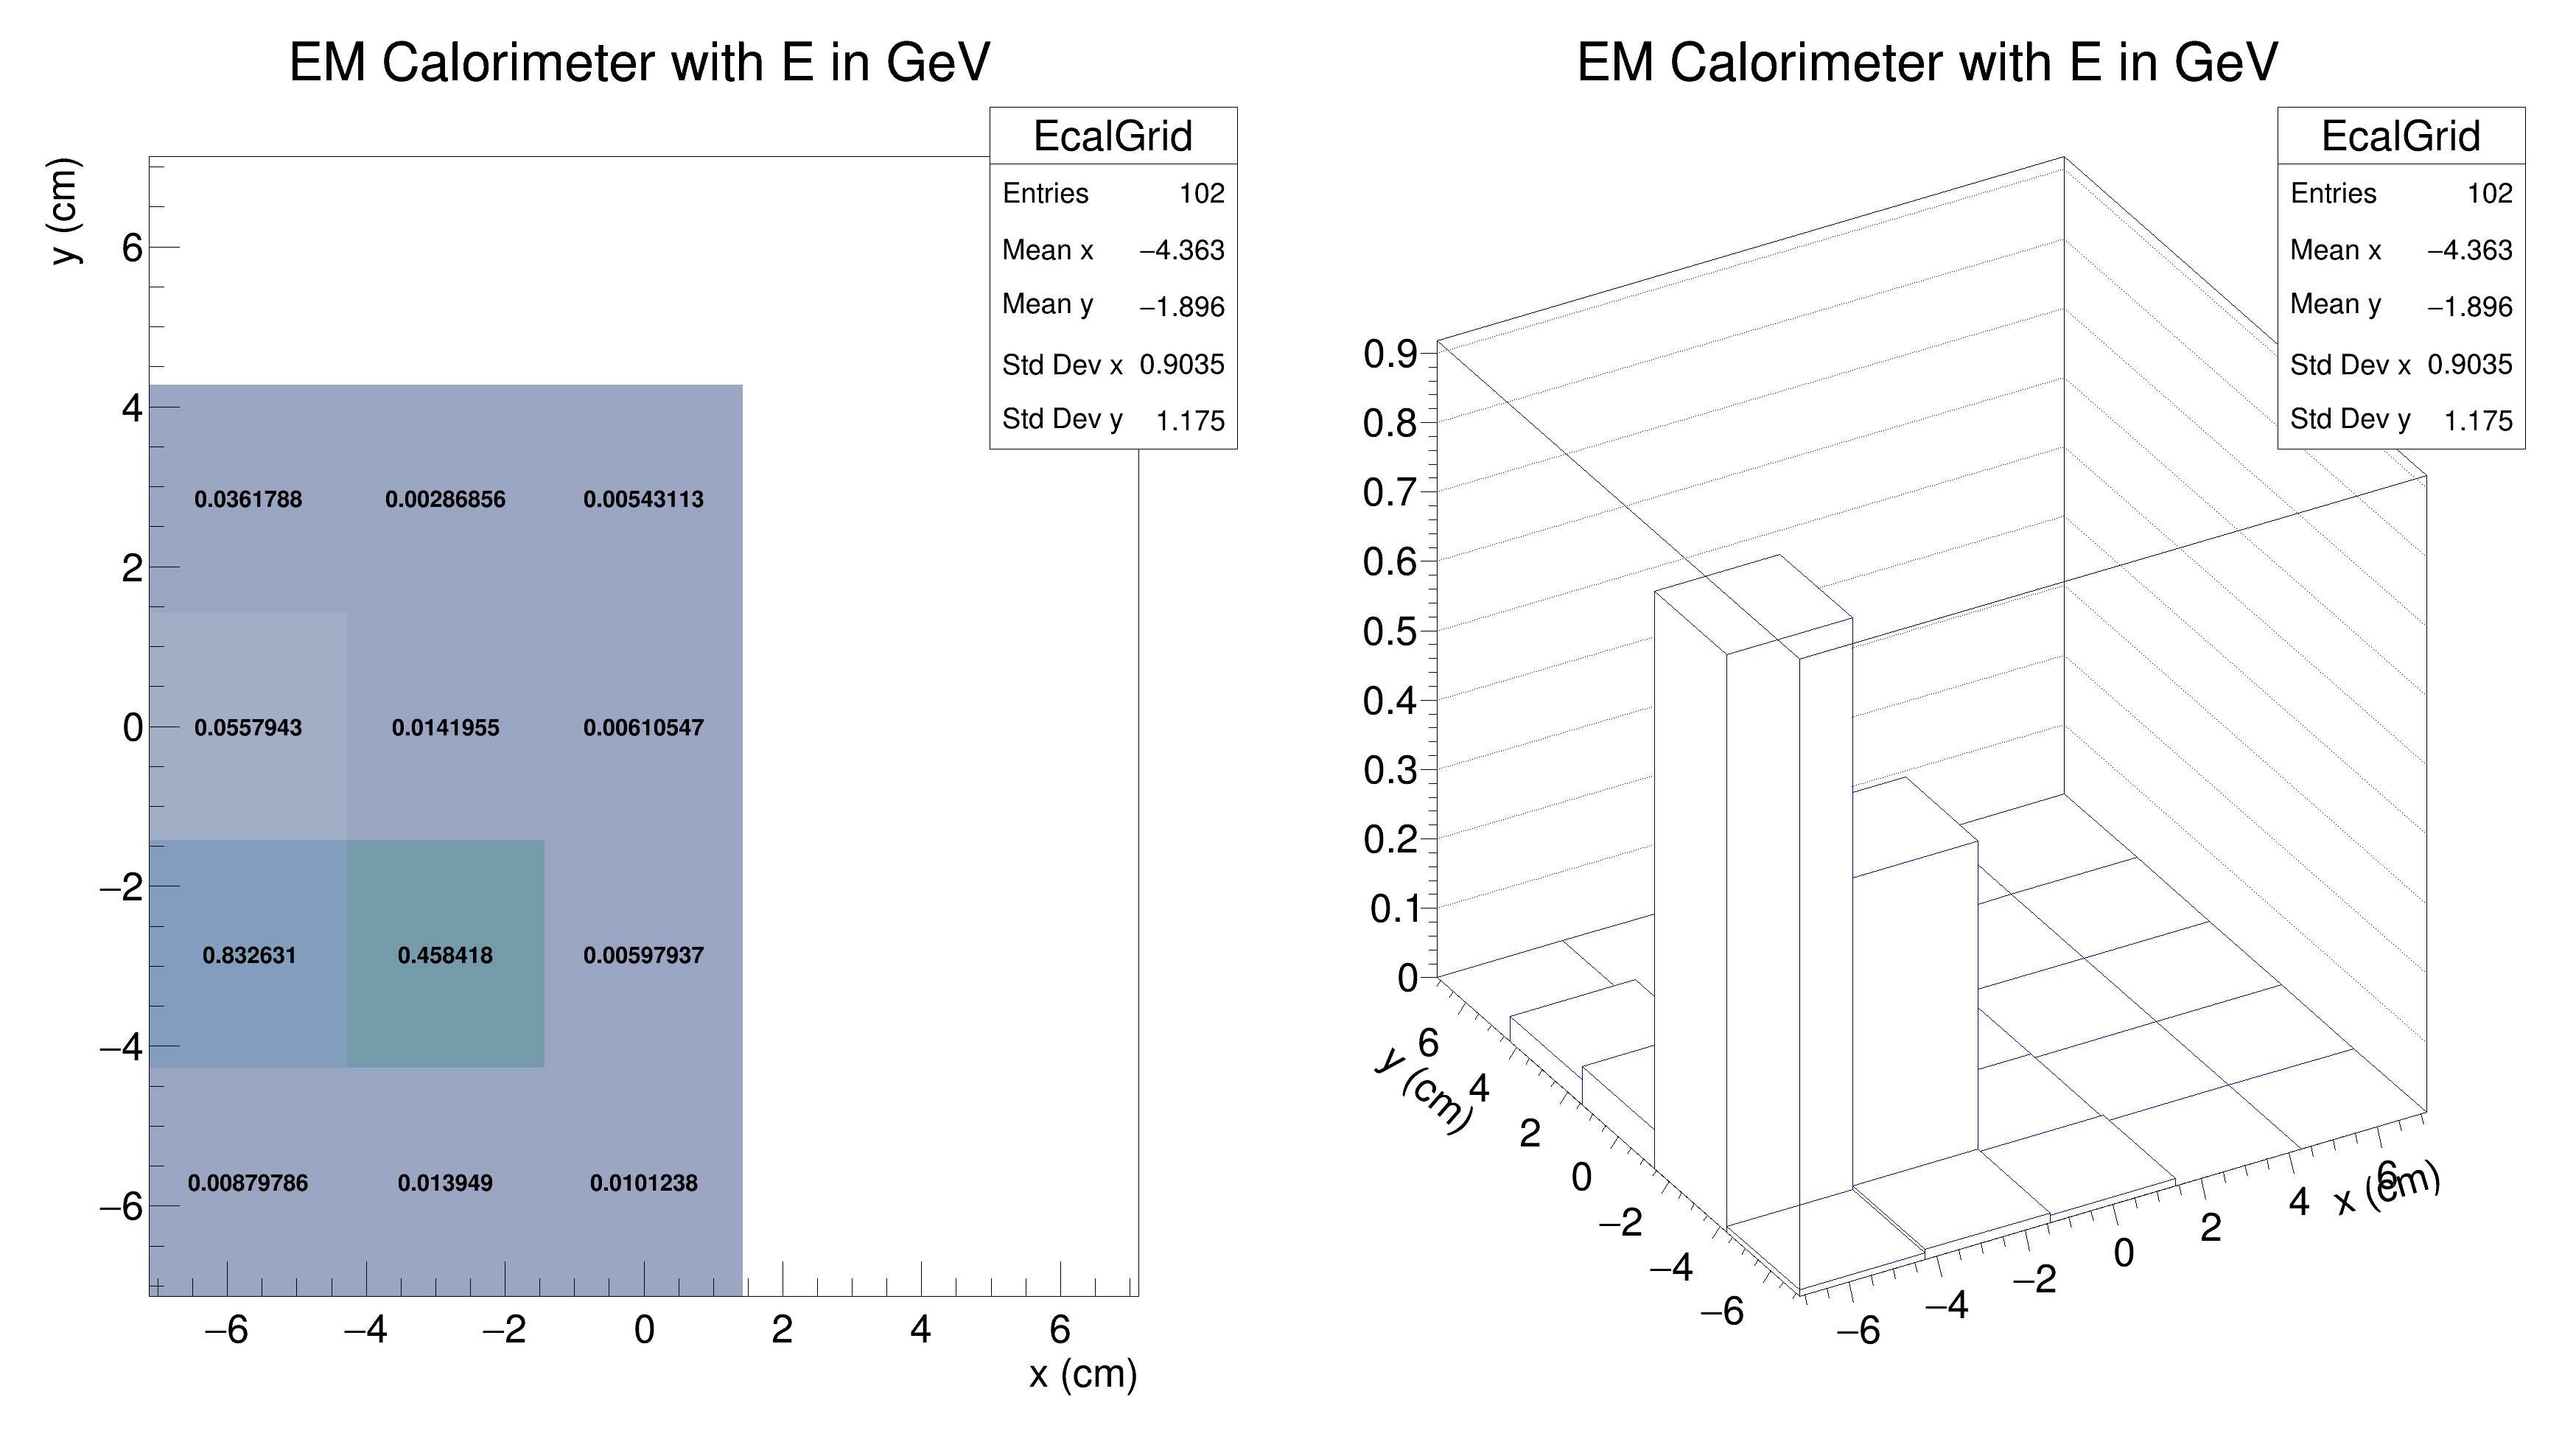 EM Calorimeter with E in GeV
EcalGrid
Entries 102
Mean x −4.363
Mean y −1.896
Std Dev x 0.9035
Std Dev y 1.175
y (cm)
6
4
2
0
−2
−4
−6
0.0361788 0.00286856 0.00543113
0.0557943 0.0141955 0.00610547
0.832631 0.458418 0.00597937
0.00879786 0.013949 0.0101238
−6 −4 −2 0 2 4 6
x (cm)
EM Calorimeter with E in GeV
EcalGrid
Entries 102
Mean x −4.363
Mean y −1.896
Std Dev x 0.9035
Std Dev y 1.175
0.9
0.8
0.7
0.6
0.5
0.4
0.3
0.2
0.1
0
y (cm)
6
4
2
0
−2
−4
−6
−6 −4 −2 0 2 4 6
x (cm)